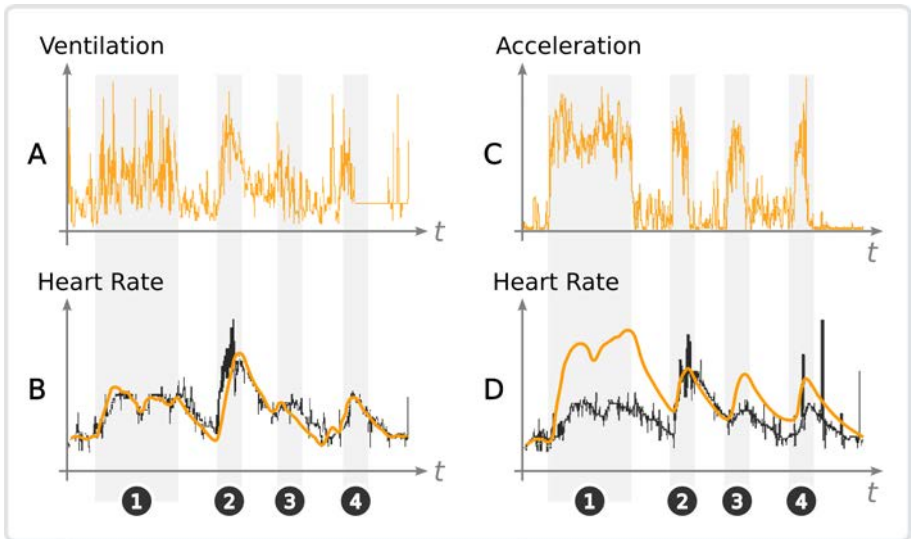 Ventilation
A
t
Heart Rate
B
t
1 2 3 4
Acceleration
C
t
Heart Rate
D
t
1 2 3 4